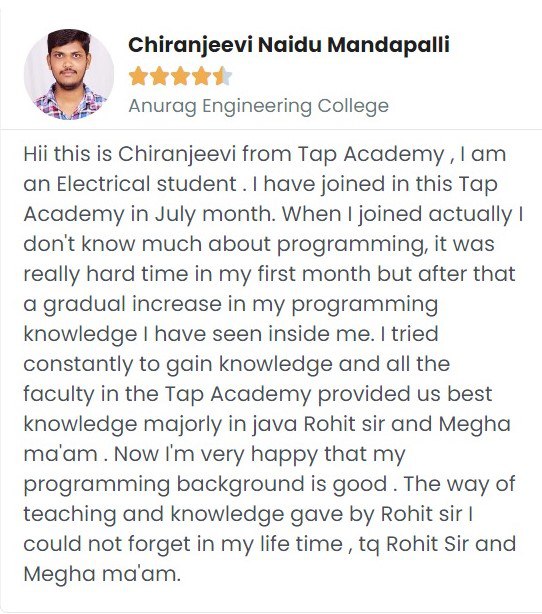 Chiranjeevi Naidu Mandapalli
Anurag Engineering College
Hii this is Chiranjeevi from Tap Academy , I am
an Electrical student . I have joined in this Tap
Academy in July month. When I joined actually I
don't know much about programming, it was
really hard time in my first month but after that
a gradual increase in my programming
knowledge I have seen inside me. I tried
constantly to gain knowledge and all the
faculty in the Tap Academy provided us best
knowledge majorly in java Rohit sir and Megha
ma'am . Now I'm very happy that my
programming background is good . The way of
teaching and knowledge gave by Rohit sir I
could not forget in my life time , tq Rohit Sir and
Megha ma'am.